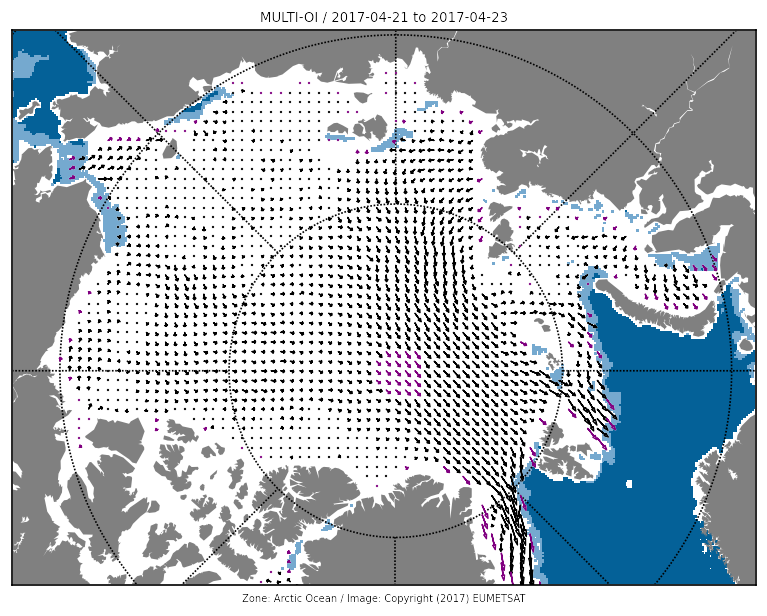 MULTI-OI / 2017-04-21 to 2017-04-23
Zone: Arctic Ocean / Image: Copyright (2017) EUMETSAT